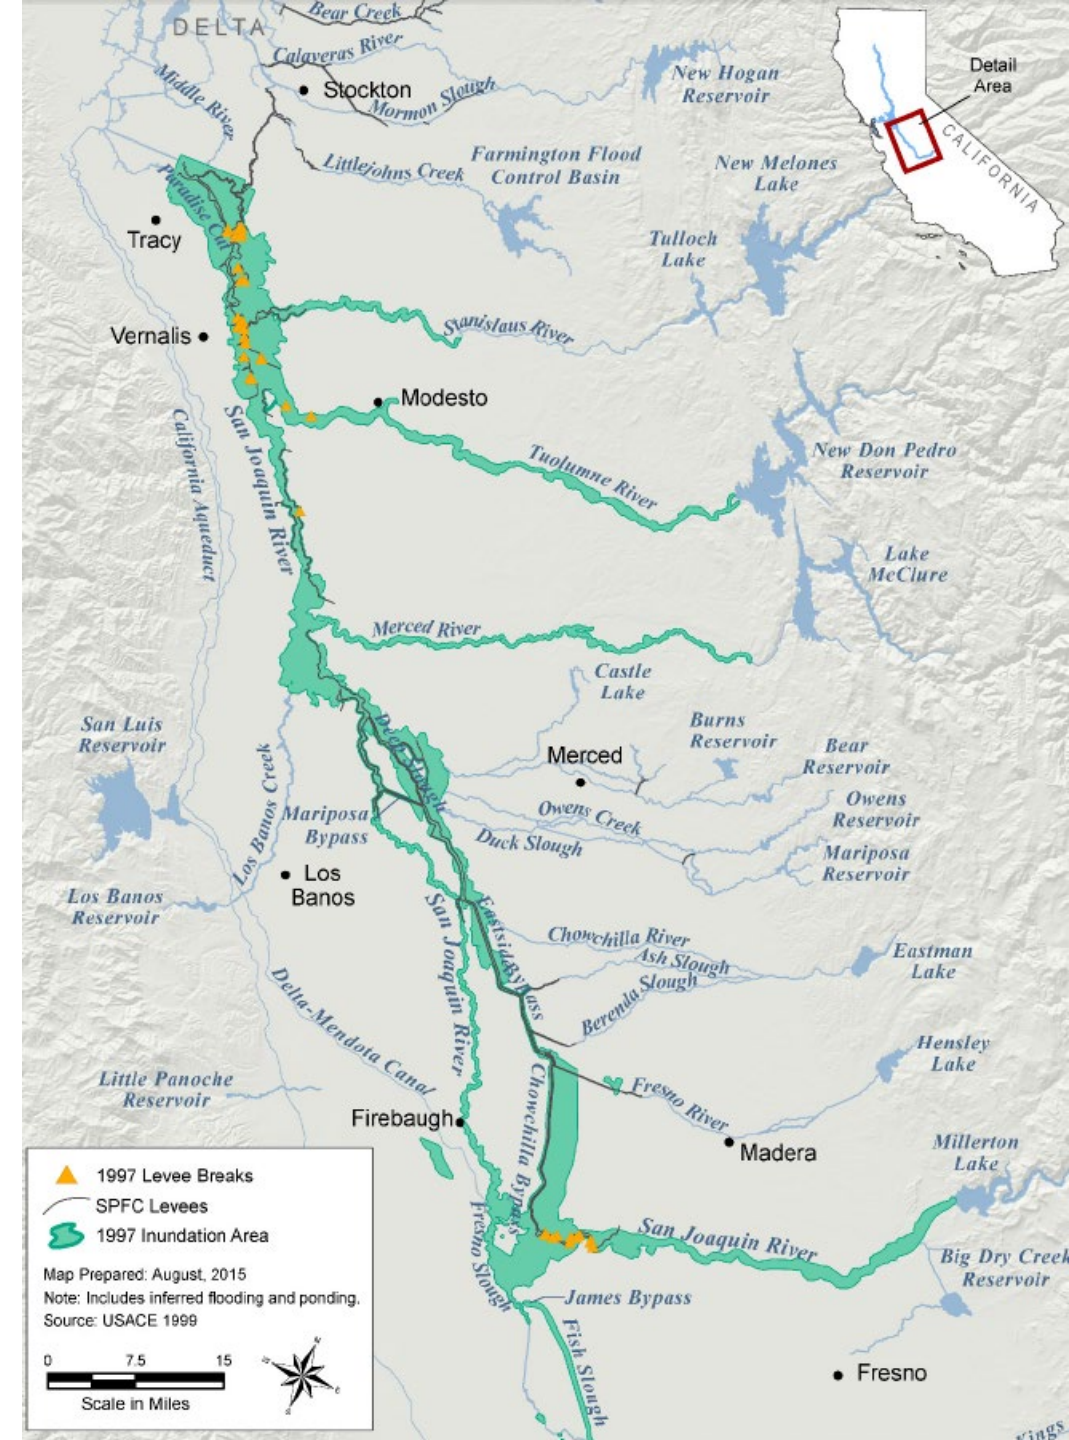 Bear Creek
DELTA
Calaveras River
Detail
Area
Middle River
Stockton
Mormon Slough
New Hogan
Reservoir
CALIFORNIA
Littlejohns Creek
Farmington Flood
Control Basin
New Melones
Lake
Paradise Cut
Tracy
Tulloch
Lake
Vernalis
Stanislaus River
Modesto
California Aqueduct
San Joaquin River
Tuolumne River
New Don Pedro
Reservoir
Lake
McClure
Merced River
Castle
Lake
San Luis
Reservoir
Deep Slough
Burns
Reservoir
Merced
Bear
Reservoir
Los Banos Creek
Mariposa
Bypass
Owens Creek
Owens
Reservoir
Duck Slough
Mariposa
Reservoir
Los
Banos
Los Banos
Reservoir
San Joaquin River
Eastside Bypass
Chowchilla River
Ash Slough
Berenda Slough
Eastman
Lake
Delta-Mendota Canal
Hensley
Lake
Little Panoche
Reservoir
Firebaugh
Chowchilla Bypass
Fresno River
Madera
Millerton
Lake
Fresno Slough
San Joaquin River
Big Dry Creek
Reservoir
James Bypass
Fish Slough
Fresno
Kings
1997 Levee Breaks
SPFC Levees
1997 Inundation Area
Map Prepared: August, 2015
Note: Includes inferred flooding and ponding.
Source: USACE 1999
0 7.5 15
Scale in Miles
N
E
S